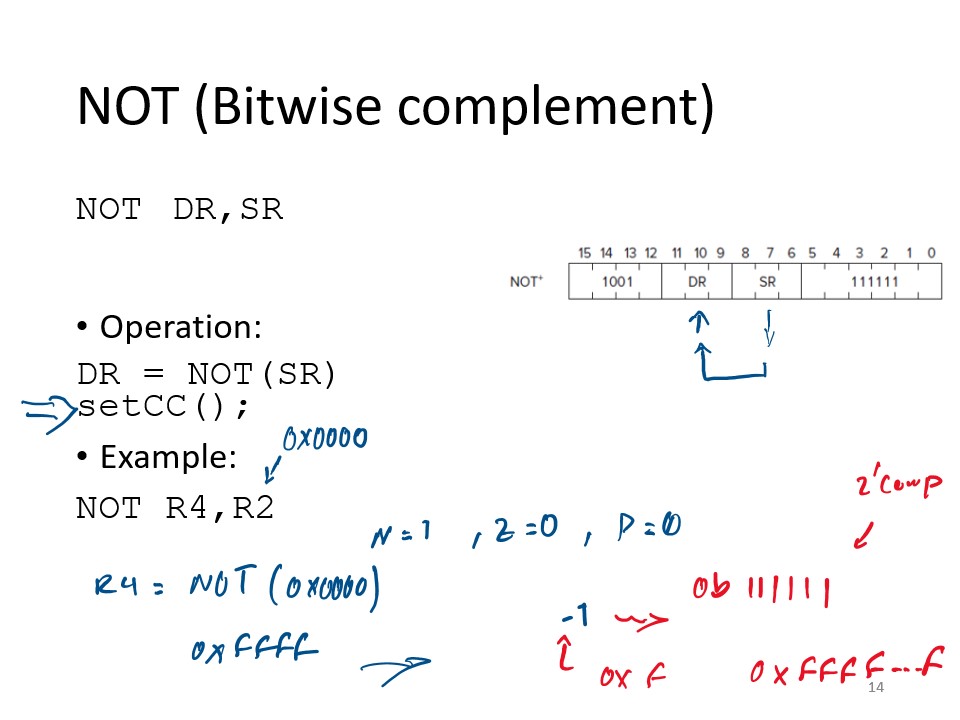 NOT (Bitwise complement)
NOT DR,SR
15 14 13 12 11 10 9 8 7 6 5 4 3 2 1 0
NOT+ 1001 DR SR 111111
• Operation:
DR = NOT(SR)
setCC();
0x0000
• Example:
NOT R4,R2
2'comp
N=1 , Z=0 , P=0
R4 = NOT (0x0000)
0b 111111
0xFFFF
-1
0x F
0x FFFF...F
14